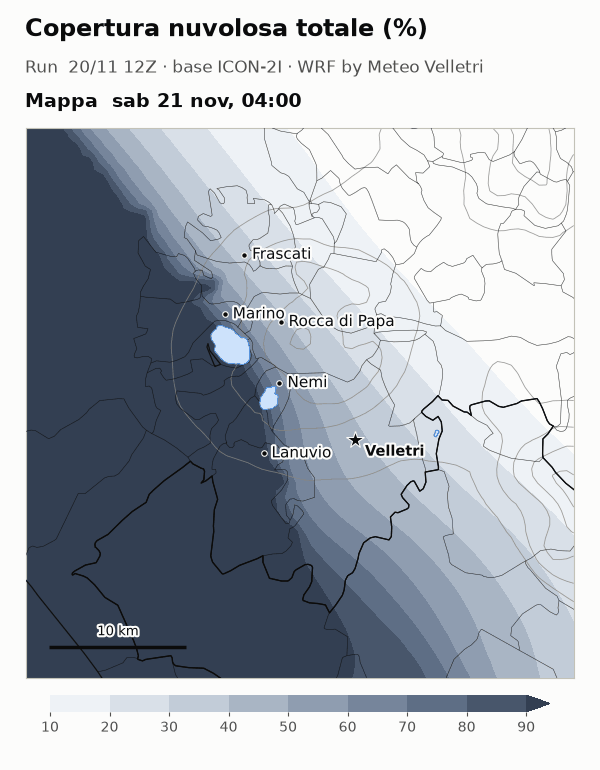 Copertura nuvolosa totale (%)
Run  20/11 12Z · base ICON-2I · WRF by Meteo Velletri
Mappa  sab 21 nov, 04:00
Frascati
Marino
Rocca di Papa
Nemi
Velletri
Lanuvio
10 km
10 20 30 40 50 60 70 80 90